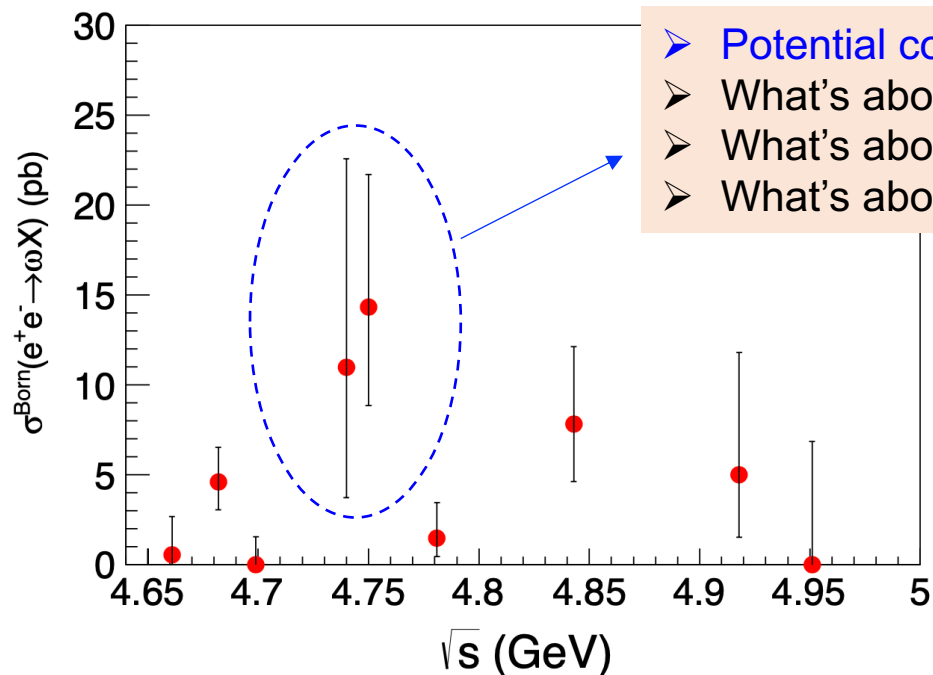 30
25
20
15
10
5
0
σ^Born(e⁺e⁻→ωX) (pb)
➢ Potential co
➢ What's abo
➢ What's abo
➢ What's abo
4.65 4.7 4.75 4.8 4.85 4.9 4.95 5
√s (GeV)